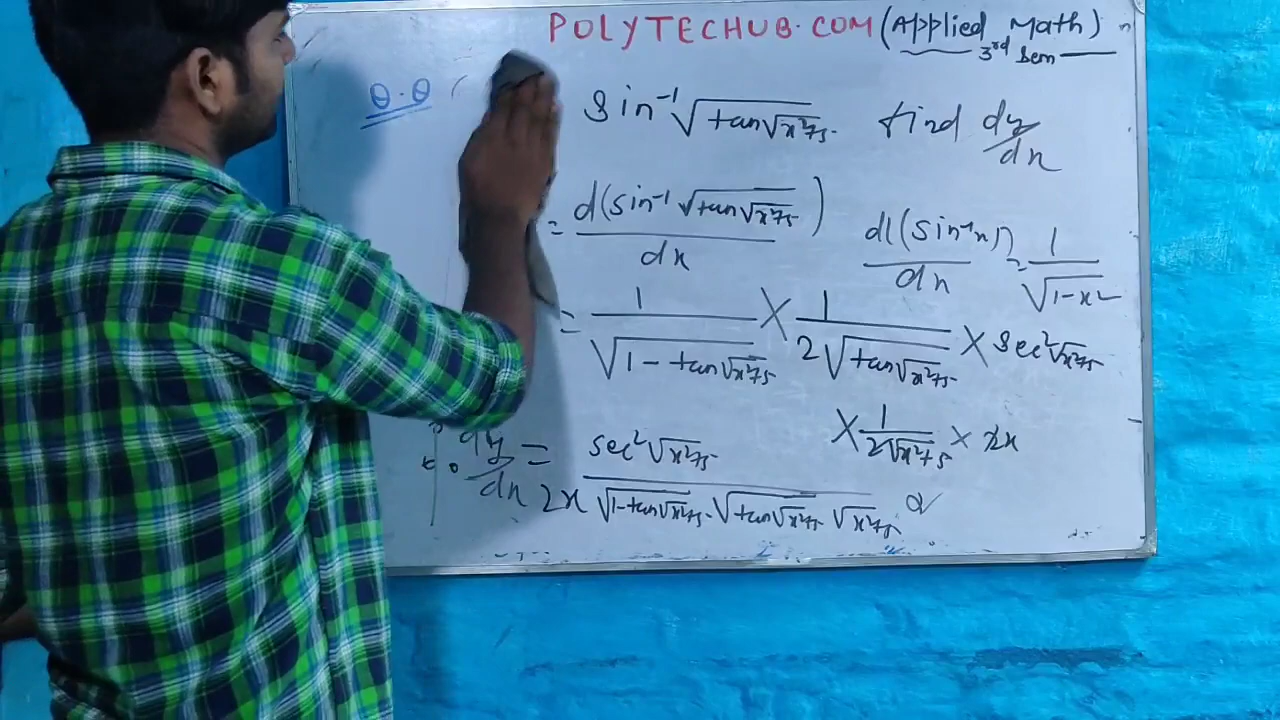 POLYTECHUB.COM (Applied Math)
3rd Sem
Q.Q
sin⁻¹√(tan√(x²+5)) find dy/dx
= d(sin⁻¹√(tan√(x²+5)))/dx
d(sin⁻¹x)/dx = 1/√(1-x²)
= 1/√(1-tan√(x²+5)) × 1/(2√(tan√(x²+5))) × sec²√(x²+5)
× 1/(2√(x²+5)) × 2x
dy/dx = sec²√(x²+5)
2x √(1-tan√(x²+5)) · √(tan√(x²+5)) √(x²+5)